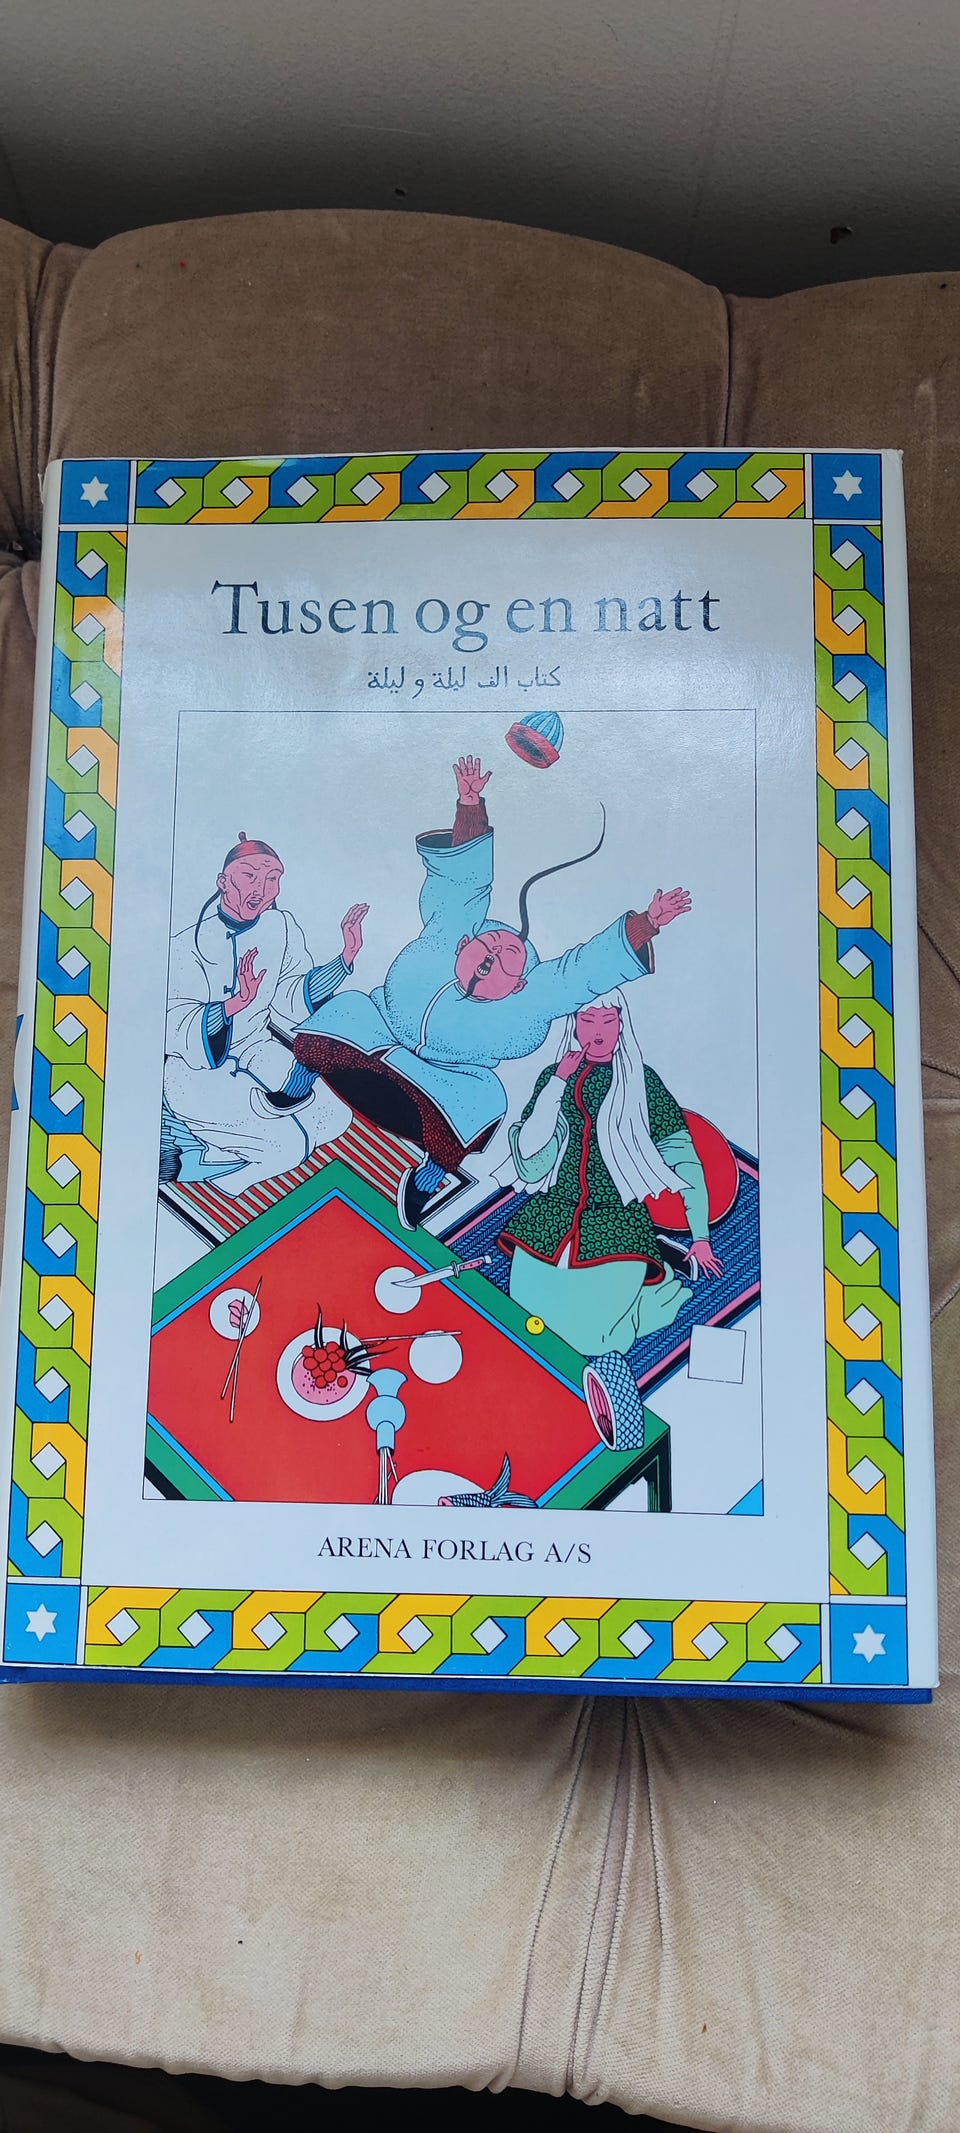 Tusen og en natt
كتاب الف ليلة و ليلة
ARENA FORLAG A/S